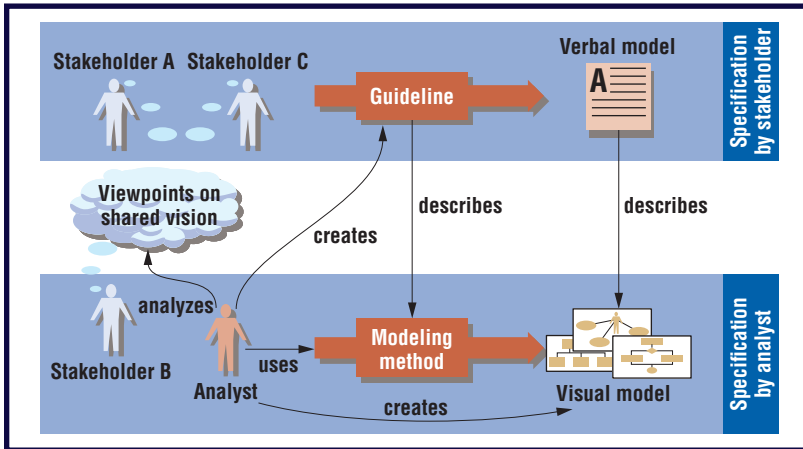 Stakeholder A
Stakeholder C
Guideline
Verbal model
A
Specification
by stakeholder
Viewpoints on
shared vision
creates
describes
describes
analyzes
Stakeholder B
Analyst
uses
Modeling
method
creates
Visual model
Specification
by analyst